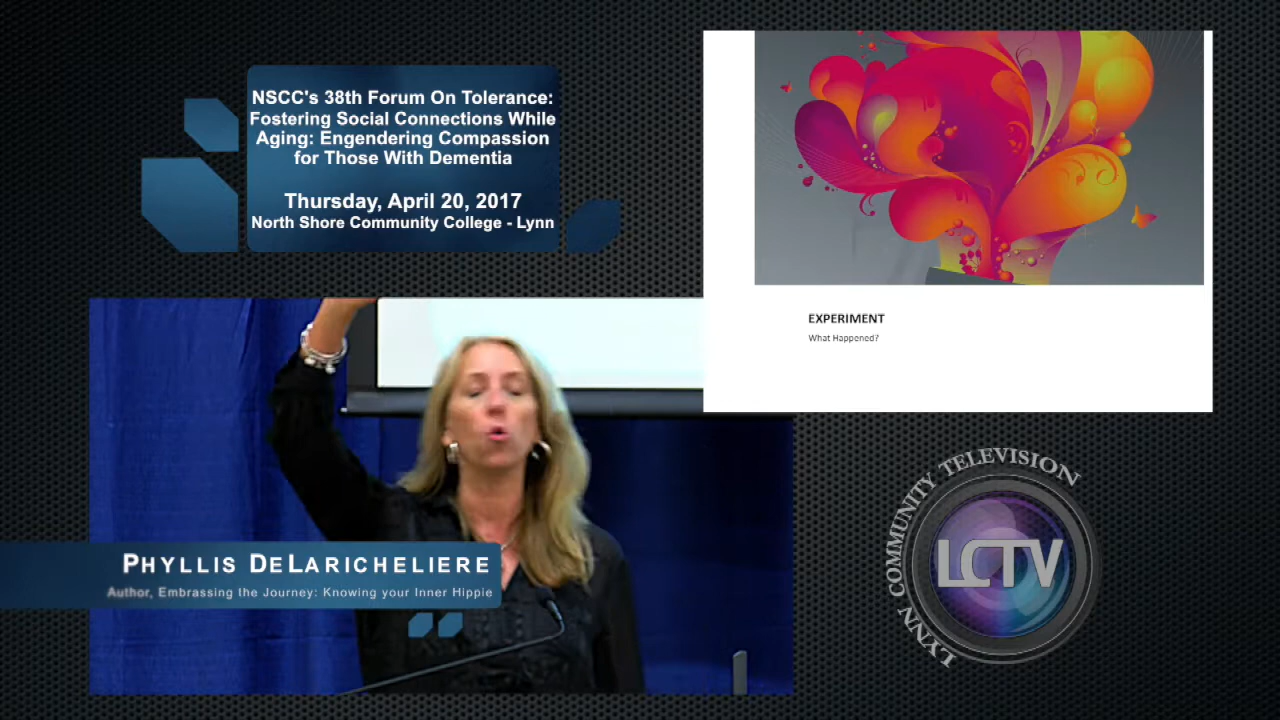 NSCC's 38th Forum On Tolerance:
Fostering Social Connections While
Aging: Engendering Compassion
for Those With Dementia
Thursday, April 20, 2017
North Shore Community College - Lynn
EXPERIMENT
What Happened?
PHYLLIS DELARICHELIERE
Author, Embrassing the Journey: Knowing your Inner Hippie
LYNN COMMUNITY TELEVISION
LCTV